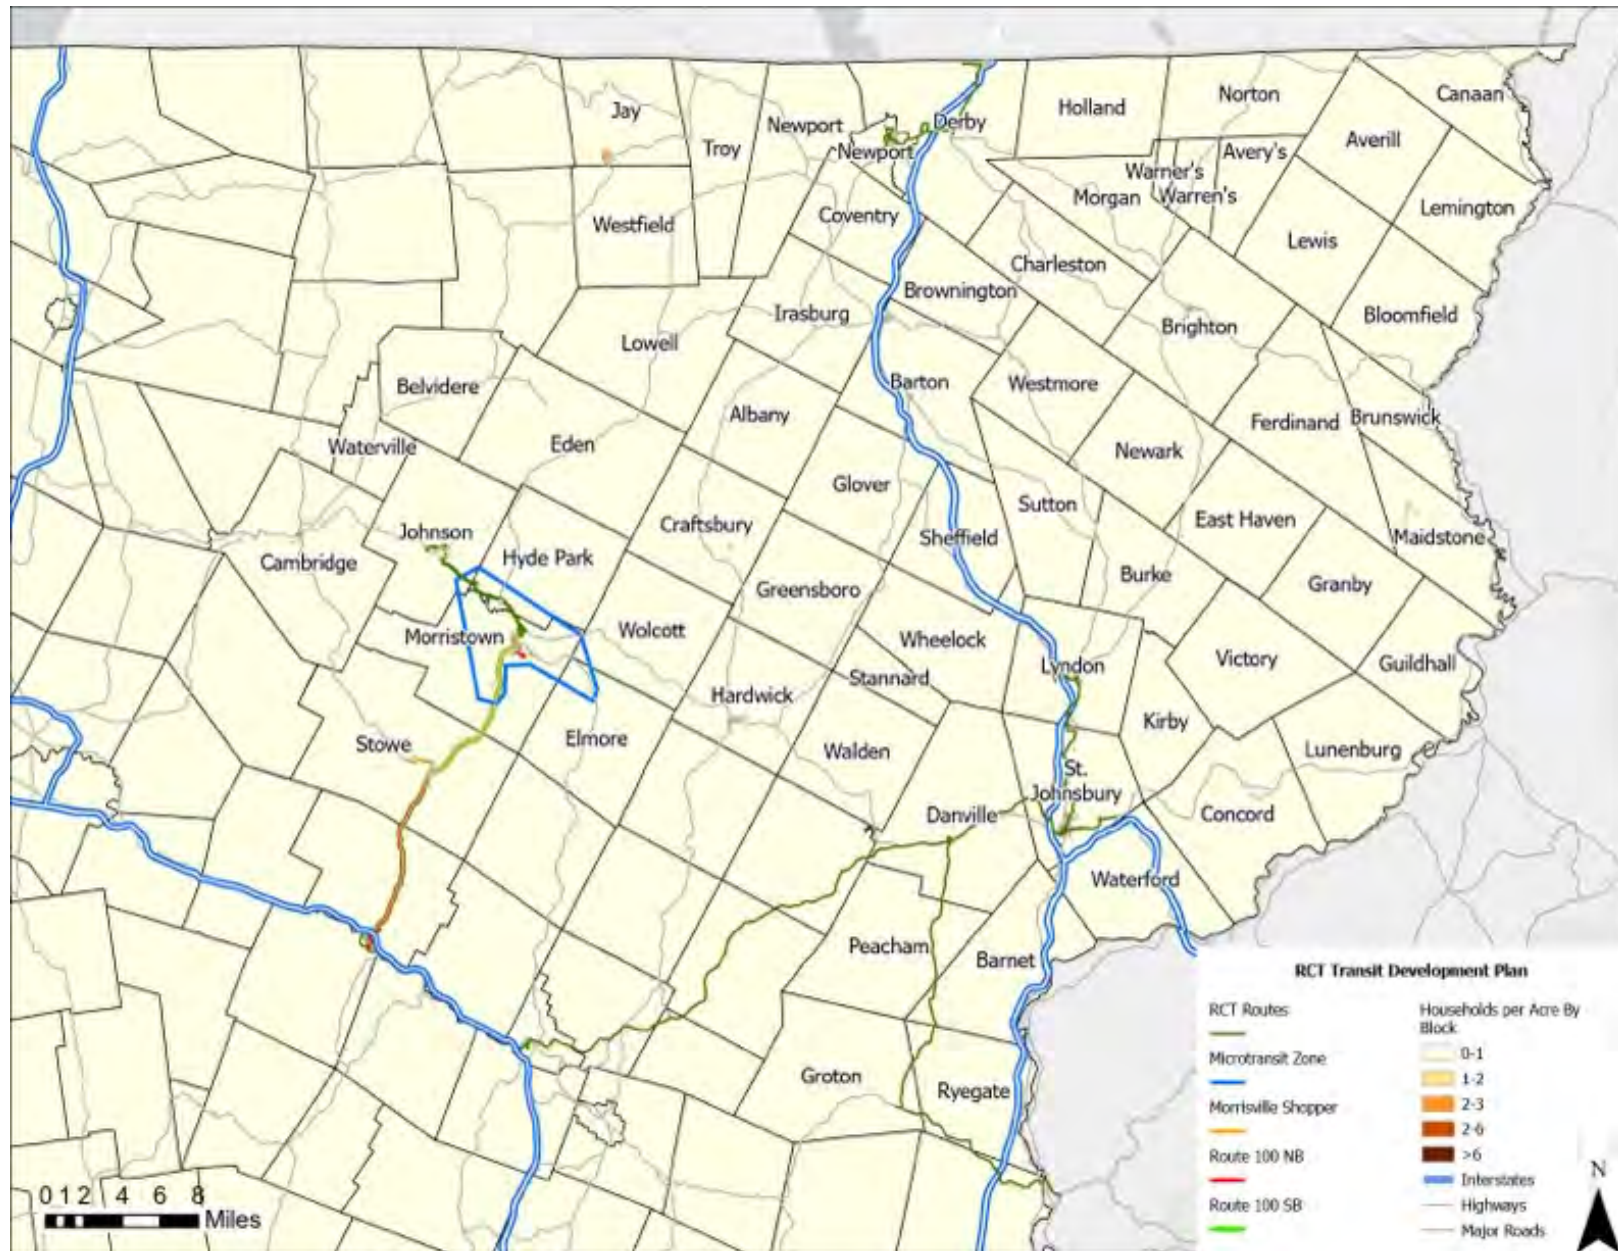 Jay
Troy
Newport
Newport
Derby
Holland
Norton
Canaan
Averill
Avery's
Warner's
Warren's
Morgan
Lemington
Westfield
Coventry
Lewis
Charleston
Brownington
Irasburg
Brighton
Bloomfield
Lowell
Belvidere
Barton
Westmore
Albany
Ferdinand
Brunswick
Waterville
Eden
Newark
Glover
Sutton
Craftsbury
East Haven
Maidstone
Johnson
Sheffield
Hyde Park
Cambridge
Burke
Granby
Greensboro
Morristown
Wolcott
Wheelock
Lyndon
Victory
Guildhall
Stannard
Hardwick
Kirby
Stowe
Elmore
Walden
Lunenburg
St.
Johnsbury
Danville
Concord
Waterford
Peacham
Barnet
Groton
Ryegate
RCT Transit Development Plan
RCT Routes
Microtransit Zone
Morrisville Shopper
Route 100 NB
Route 100 SB
Households per Acre By
Block
0-1
1-2
2-3
2-6
>6
Interstates
Highways
Major Roads
N
0 1 2 4 6 8
Miles